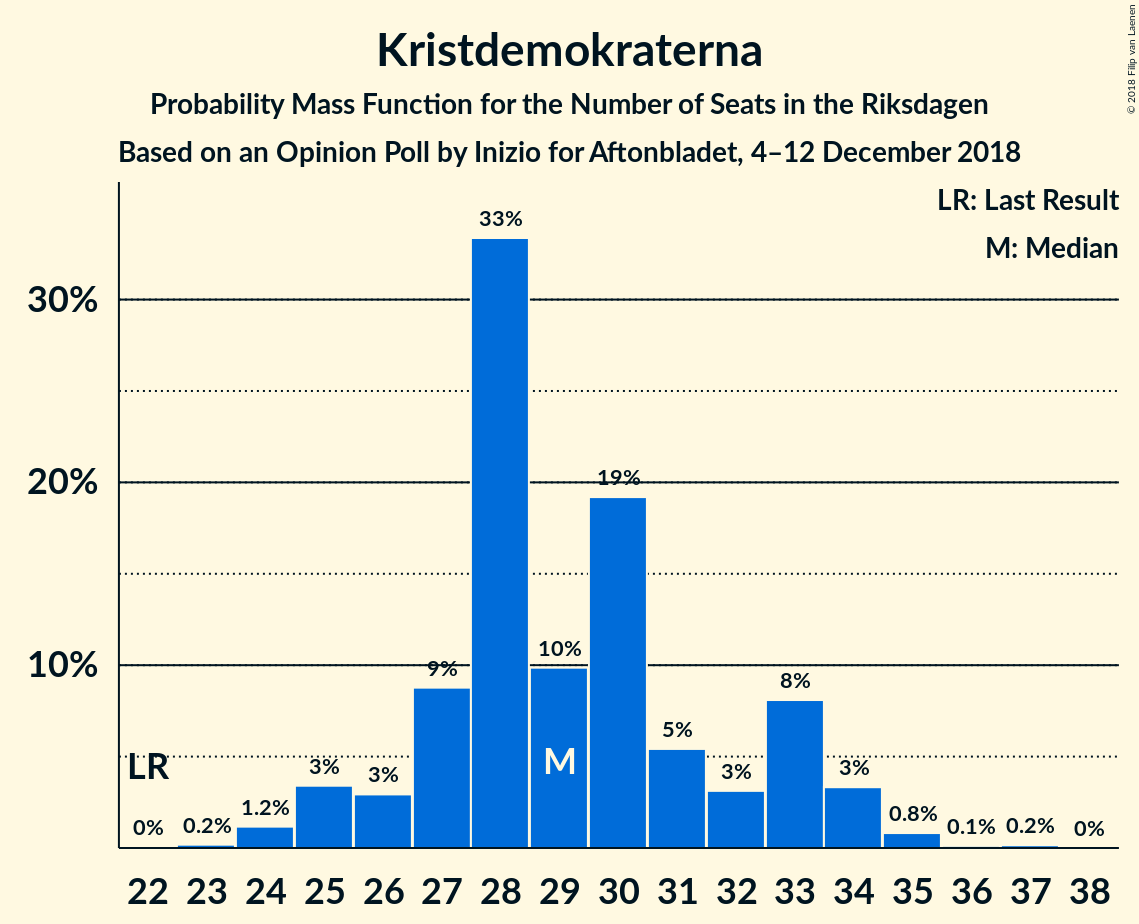 Kristdemokraterna
Probability Mass Function for the Number of Seats in the Riksdagen
Based on an Opinion Poll by Inizio for Aftonbladet, 4–12 December 2018
© 2018 Filip van Laenen
LR: Last Result
M: Median
33%
30%
19%
20%
10%
9%
10%
8%
5%
LR
3%
3%
3%
3%
1.2%
0.8%
0%
0.2%
0.1%
0.2%
0%
M
22 23 24 25 26 27 28 29 30 31 32 33 34 35 36 37 38